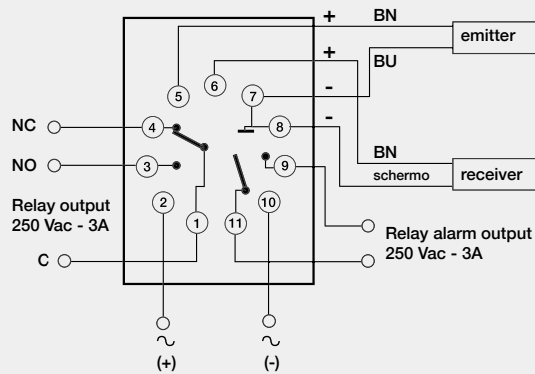 + BN
emitter
+
BU
5 6 7 -
NC 4 8 -
BN
NO 3 9
schermo receiver
Relay output 2 10
250 Vac - 3A 1 11
Relay alarm output
C 250 Vac - 3A
~ ~
(+) (-)